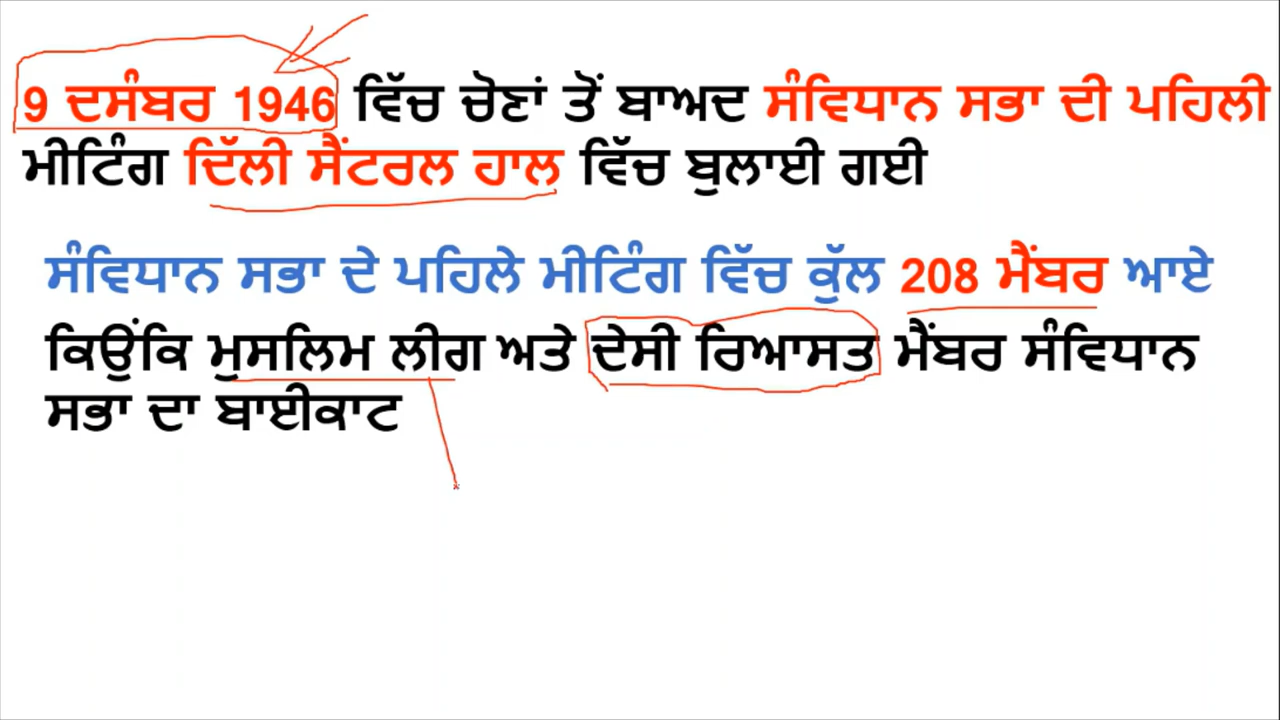 9 ਦਸੰਬਰ 1946 ਵਿੱਚ ਚੋਣਾਂ ਤੋਂ ਬਾਅਦ ਸੰਵਿਧਾਨ ਸਭਾ ਦੀ ਪਹਿਲੀ
ਮੀਟਿੰਗ ਦਿੱਲੀ ਸੈਂਟਰਲ ਹਾਲ ਵਿੱਚ ਬੁਲਾਈ ਗਈ
ਸੰਵਿਧਾਨ ਸਭਾ ਦੇ ਪਹਿਲੇ ਮੀਟਿੰਗ ਵਿੱਚ ਕੁੱਲ 208 ਮੈਂਬਰ ਆਏ
ਕਿਉਂਕਿ ਮੁਸਲਿਮ ਲੀਗ ਅਤੇ ਦੇਸੀ ਰਿਆਸਤ ਮੈਂਬਰ ਸੰਵਿਧਾਨ
ਸਭਾ ਦਾ ਬਾਈਕਾਟ